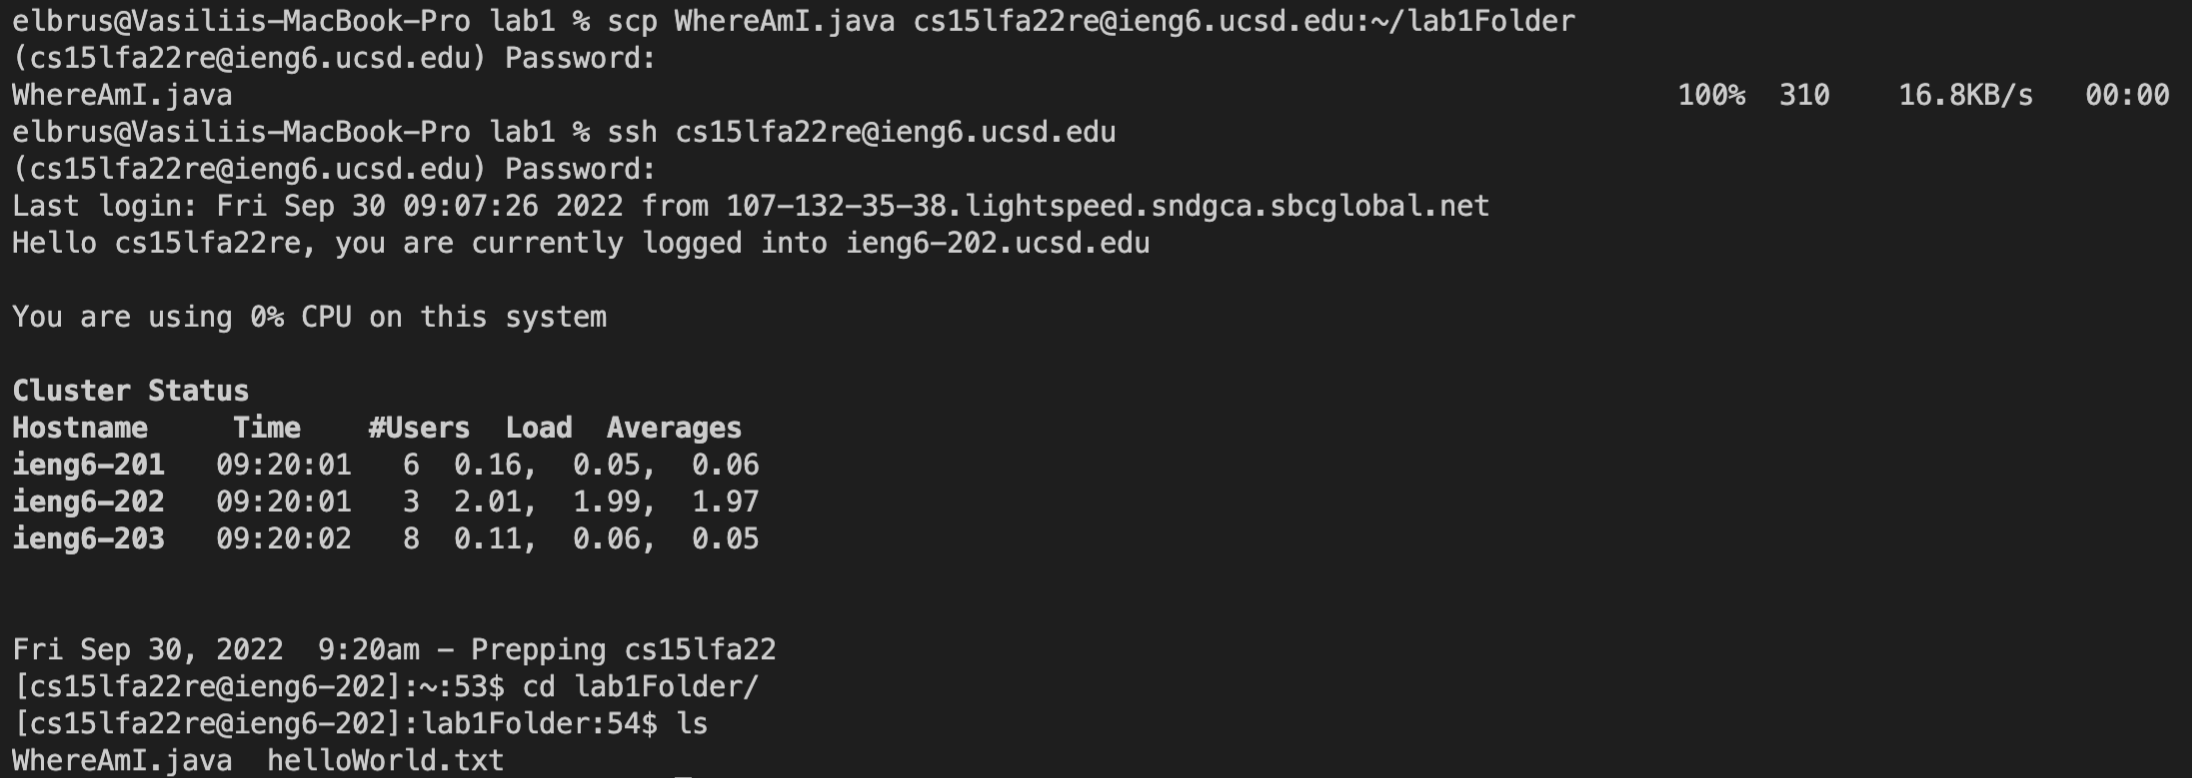 elbrus@Vasiliis-MacBook-Pro lab1 % scp WhereAmI.java cs15lfa22re@ieng6.ucsd.edu:~/lab1Folder
(cs15lfa22re@ieng6.ucsd.edu) Password:
WhereAmI.java 100% 310 16.8KB/s 00:00
elbrus@Vasiliis-MacBook-Pro lab1 % ssh cs15lfa22re@ieng6.ucsd.edu
(cs15lfa22re@ieng6.ucsd.edu) Password:
Last login: Fri Sep 30 09:07:26 2022 from 107-132-35-38.lightspeed.sndgca.sbcglobal.net
Hello cs15lfa22re, you are currently logged into ieng6-202.ucsd.edu
You are using 0% CPU on this system
Cluster Status
Hostname Time #Users Load Averages
ieng6-201 09:20:01 6 0.16, 0.05, 0.06
ieng6-202 09:20:01 3 2.01, 1.99, 1.97
ieng6-203 09:20:02 8 0.11, 0.06, 0.05
Fri Sep 30, 2022 9:20am - Prepping cs15lfa22
[cs15lfa22re@ieng6-202]:~:53$ cd lab1Folder/
[cs15lfa22re@ieng6-202]:lab1Folder:54$ ls
WhereAmI.java helloWorld.txt